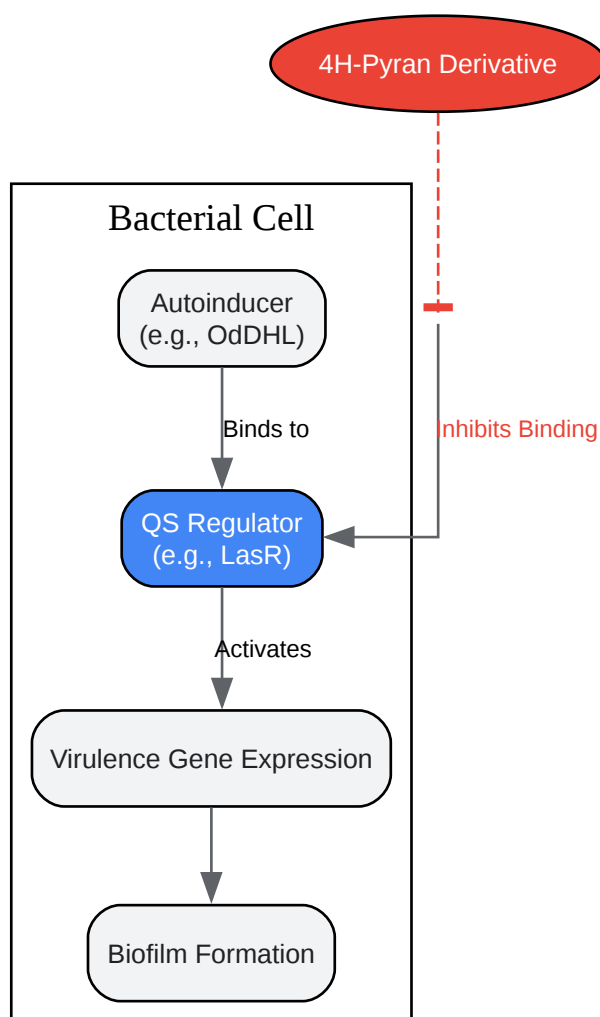 4H-Pyran Derivative
Bacterial Cell
Autoinducer
(e.g., OdDHL)
Binds to
Inhibits Binding
QS Regulator
(e.g., LasR)
Activates
Virulence Gene Expression
Biofilm Formation